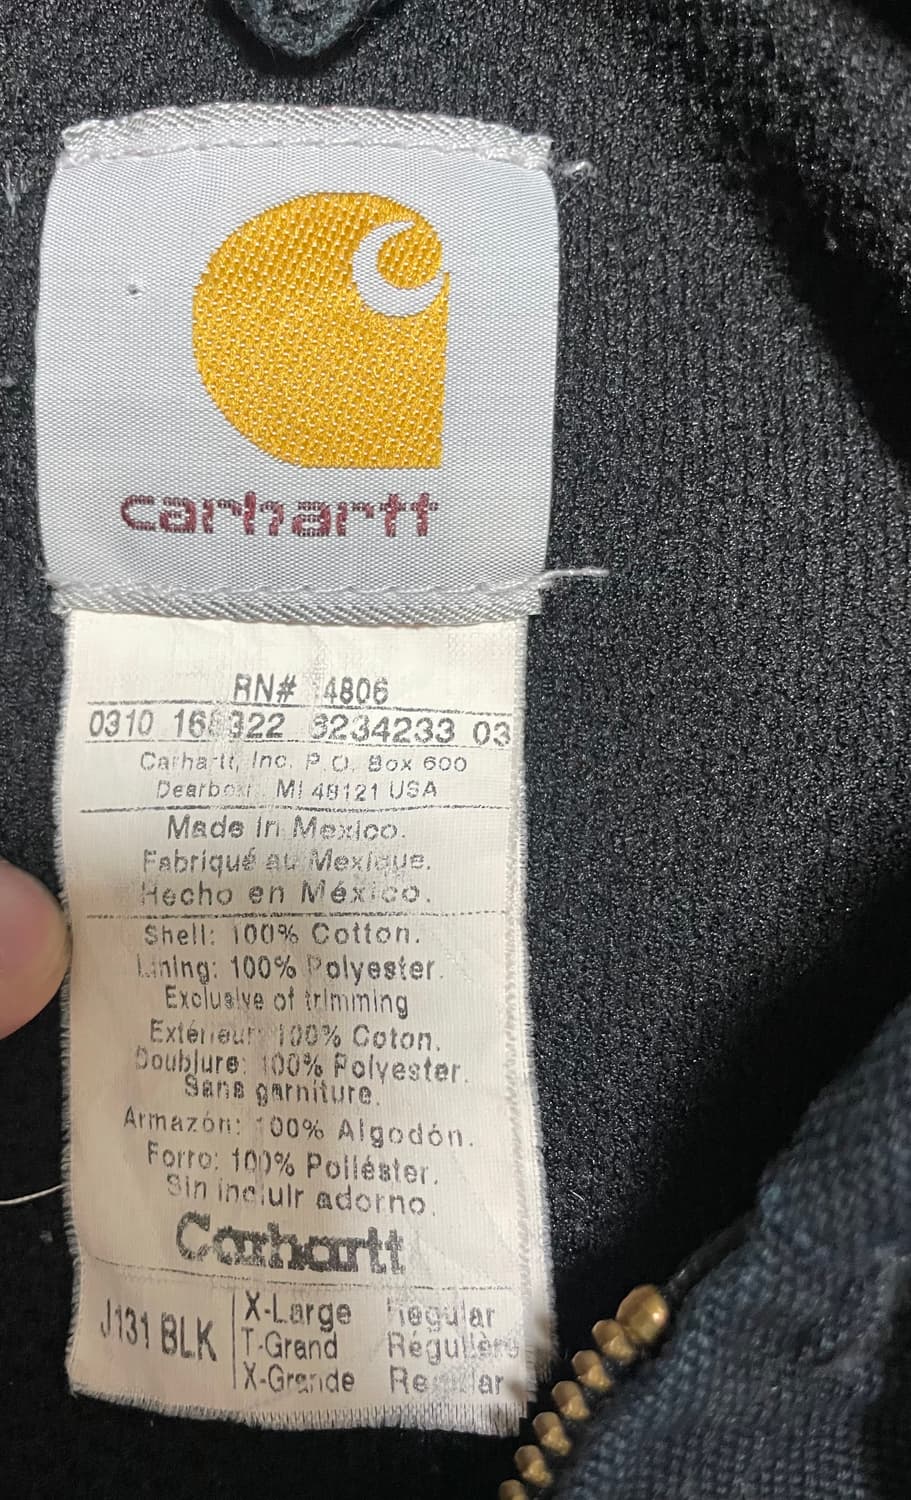 carhartt
RN# 14806
0310 322 03
Carhartt, Inc. P.O. Box 600
Dearborn, MI 48121 USA
Made in Mexico.
Fabriqué au Mexique.
Hecho en México.
Shell: 100% Cotton.
Lining: 100% Polyester.
Exclusive of trimming
Extérieur: 100% Coton.
Doublure: 100% Polyester.
Sans garniture.
Armazón: 100% Algodón.
Forro: 100% Poliéster.
Sin incluir adorno.
Carhartt
J131 BLK
X-Large Regular
T-Grand Régulière
X-Grande Regular